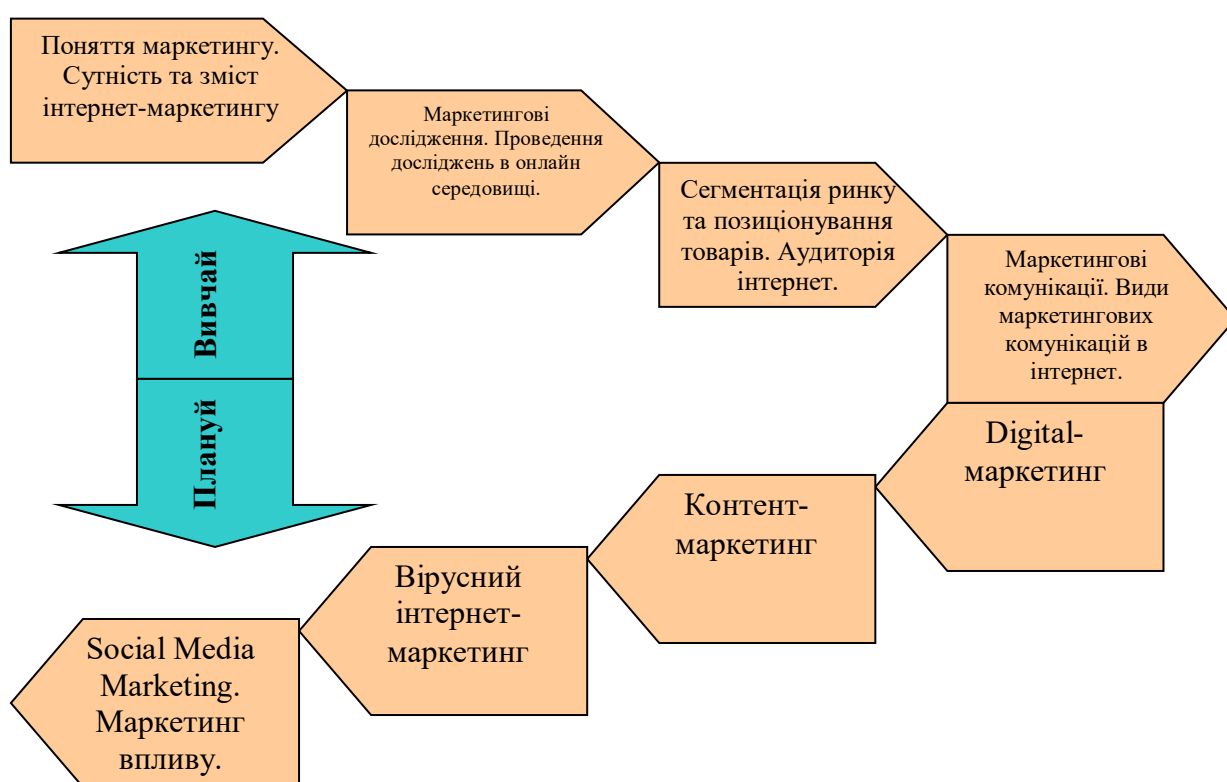 Поняття маркетингу.
Сутність та зміст
інтернет-маркетингу
Маркетингові
дослідження. Проведення
досліджень в онлайн
середовищі.
Сегментація ринку
та позиціонування
товарів. Аудиторія
інтернет.
Маркетингові
комунікації. Види
маркетингових
комунікацій в
інтернет.
Вивчай
Плануй
Digital-
маркетинг
Контент-
маркетинг
Вірусний
інтернет-
маркетинг
Social Media
Marketing.
Маркетинг
впливу.